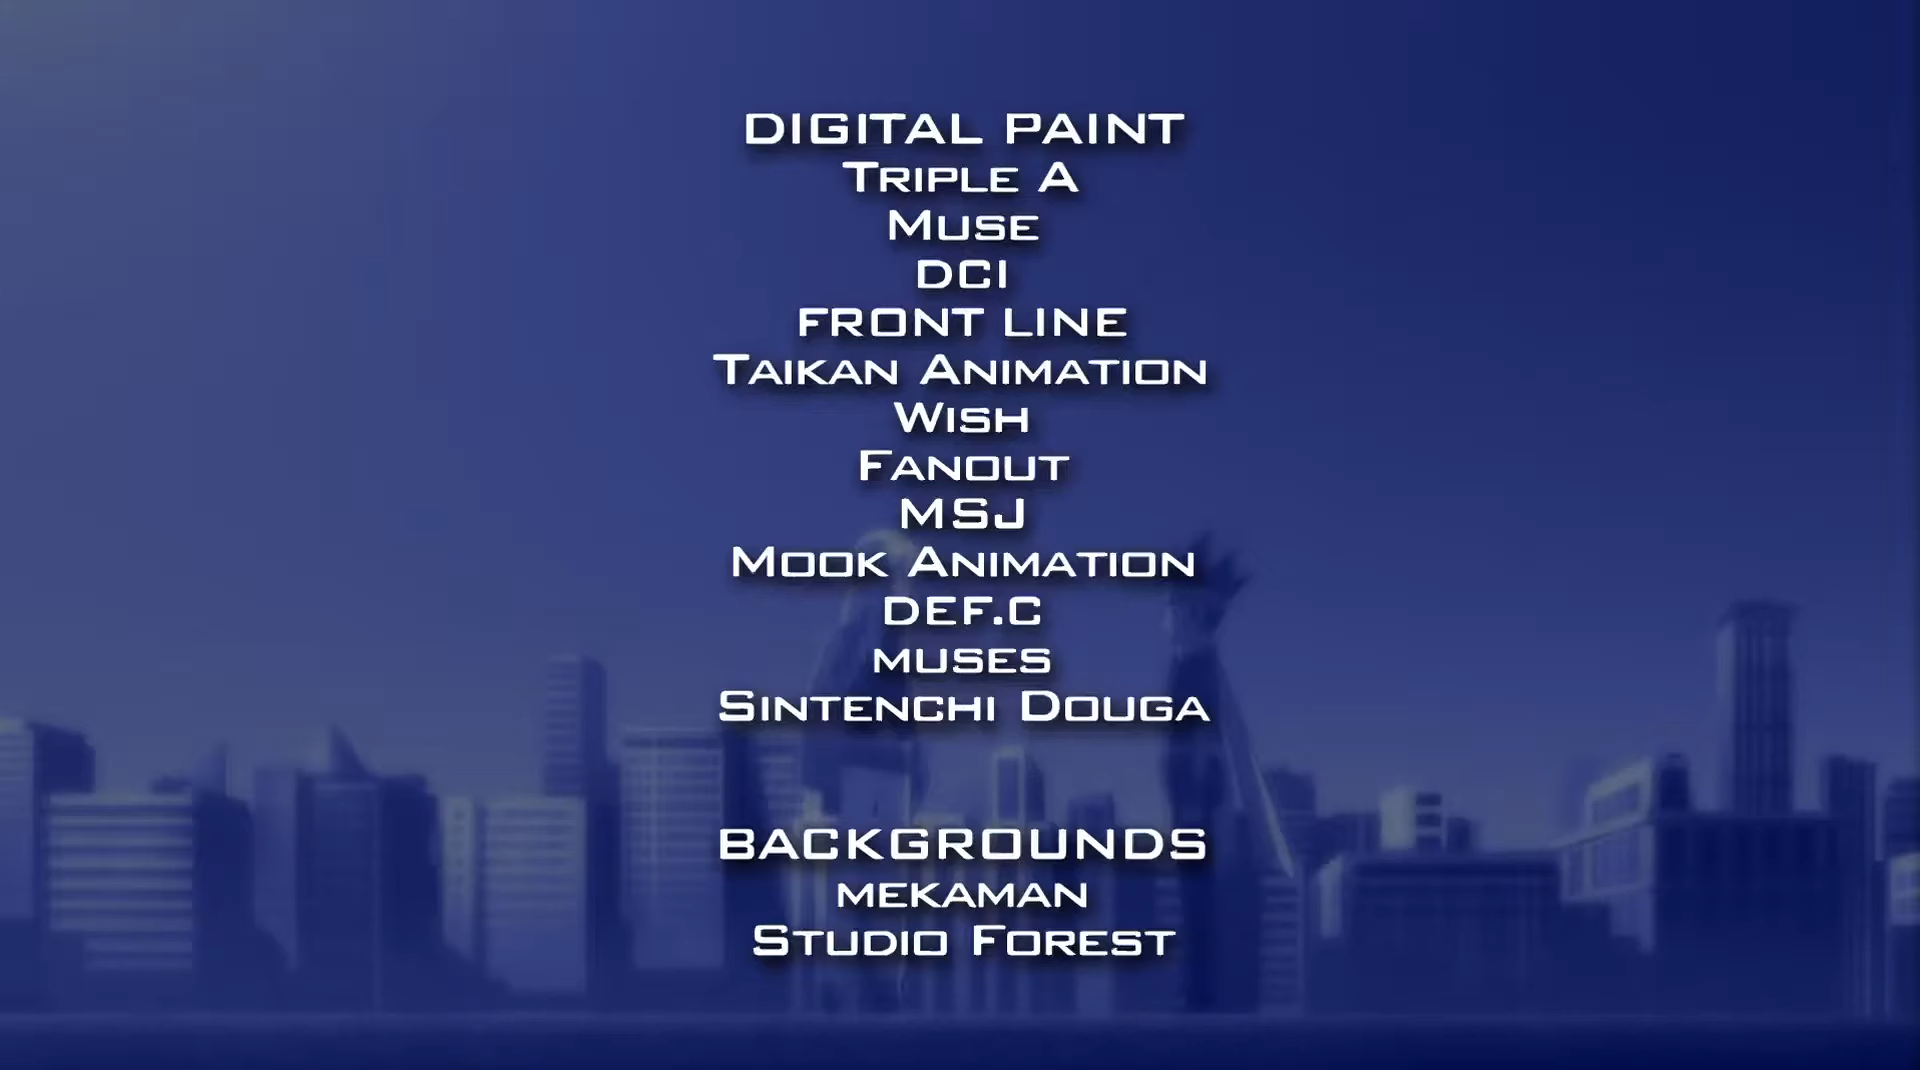 DIGITAL PAINT
Triple A
Muse
DCI
FRONT LINE
Taikan Animation
Wish
Fanout
MSJ
Mook Animation
DEF.C
MUSES
Sintenchi Douga
BACKGROUNDS
MEKAMAN
Studio Forest